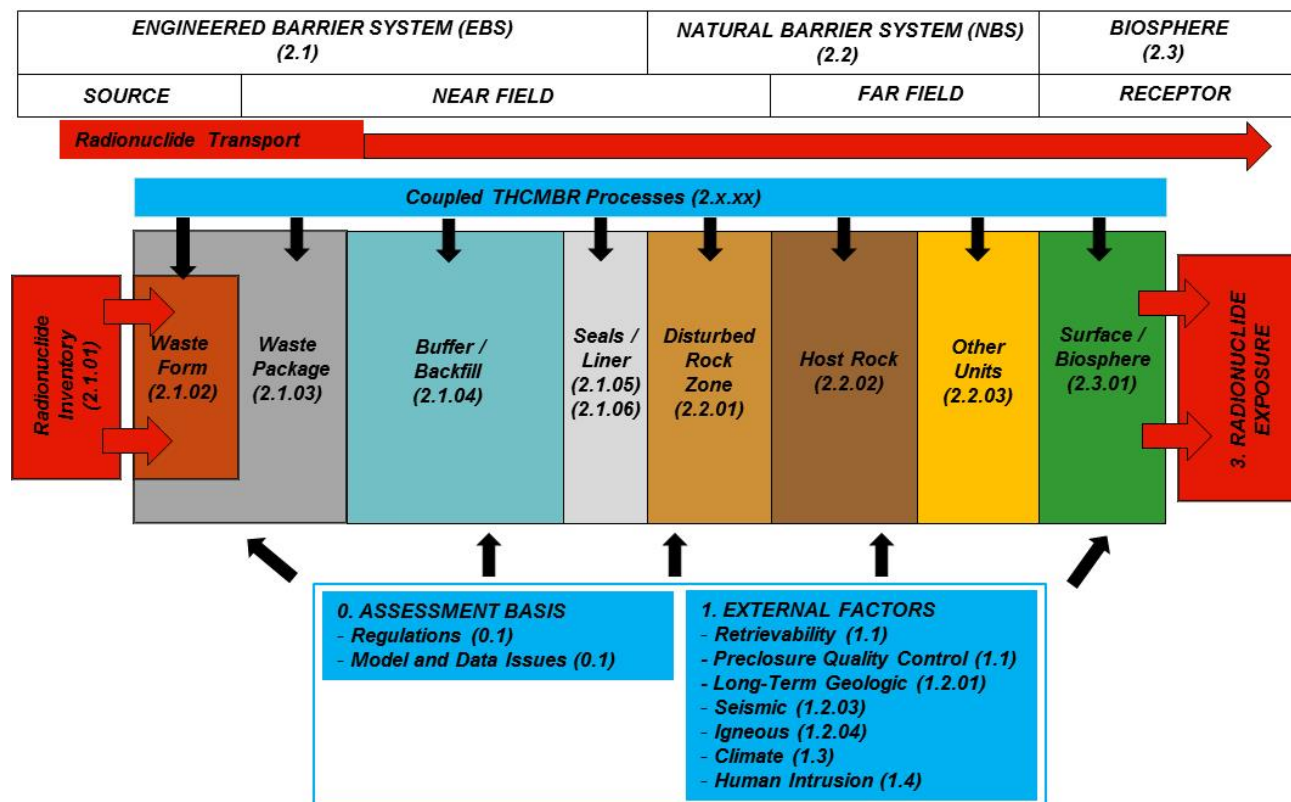 ENGINEERED BARRIER SYSTEM (EBS)
(2.1)
NATURAL BARRIER SYSTEM (NBS)
(2.2)
BIOSPHERE
(2.3)
SOURCE
NEAR FIELD
FAR FIELD
RECEPTOR
Radionuclide Transport
Coupled THCMBR Processes (2.x.xx)
Radionuclide
Inventory
(2.1.01)
Waste
Form
(2.1.02)
Waste
Package
(2.1.03)
Buffer /
Backfill
(2.1.04)
Seals /
Liner
(2.1.05)
(2.1.06)
Disturbed
Rock
Zone
(2.2.01)
Host Rock
(2.2.02)
Other
Units
(2.2.03)
Surface /
Biosphere
(2.3.01)
3. RADIONUCLIDE
EXPOSURE
0. ASSESSMENT BASIS
- Regulations (0.1)
- Model and Data Issues (0.1)
1. EXTERNAL FACTORS
- Retrievability (1.1)
- Preclosure Quality Control (1.1)
- Long-Term Geologic (1.2.01)
- Seismic (1.2.03)
- Igneous (1.2.04)
- Climate (1.3)
- Human Intrusion (1.4)